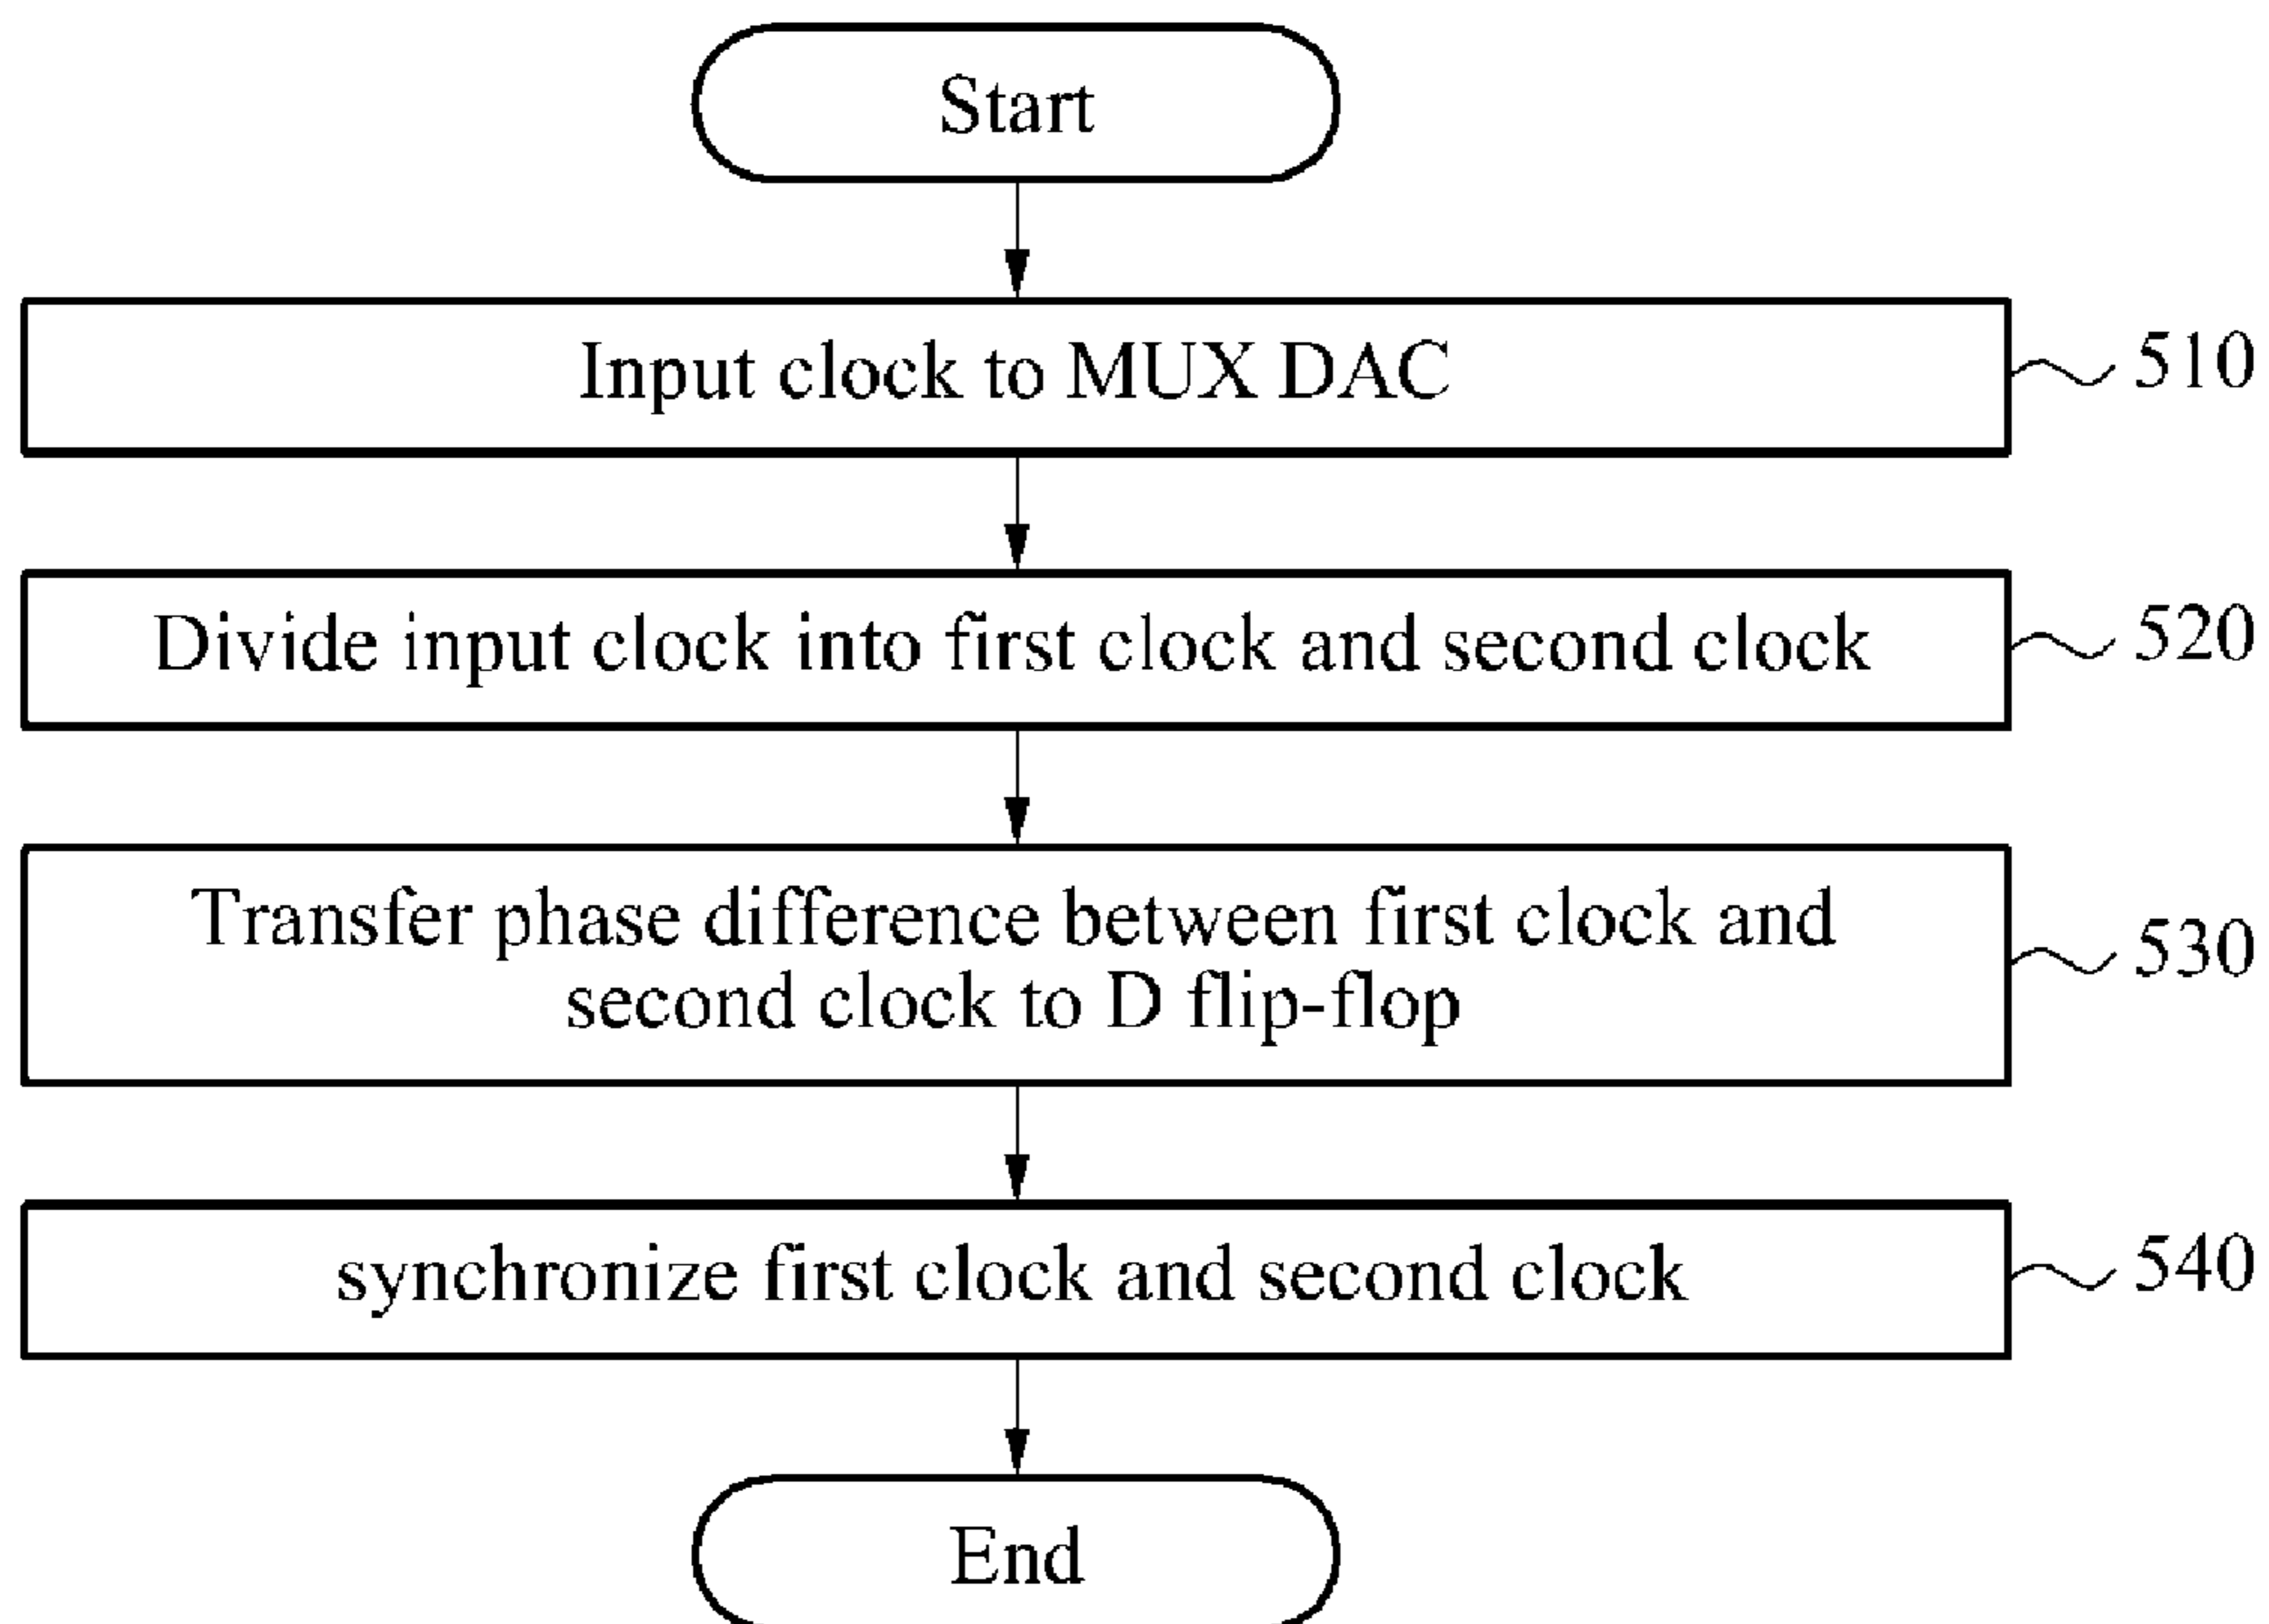 Start
Input clock to MUX DAC
510
Divide input clock into first clock and second clock
520
Transfer phase difference between first clock and
second clock to D flip-flop
530
synchronize first clock and second clock
540
End